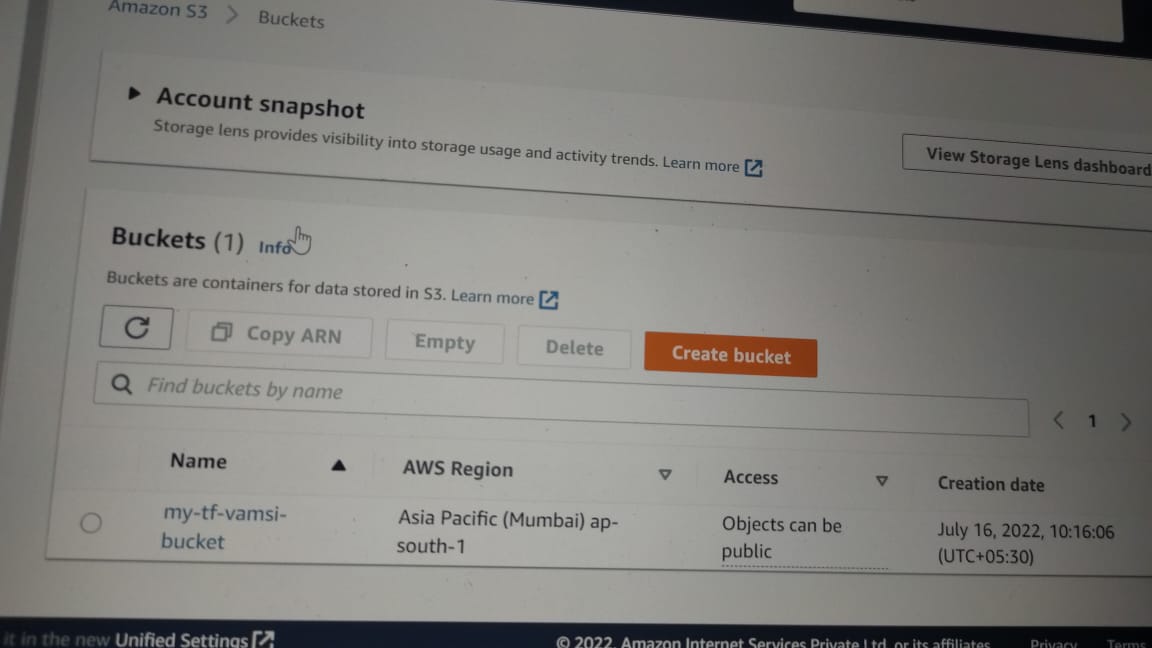 Amazon S3 > Buckets
Account snapshot
Storage lens provides visibility into storage usage and activity trends. Learn more
View Storage Lens dashboard
Buckets (1) Info
Buckets are containers for data stored in S3. Learn more
Copy ARN Empty Delete Create bucket
Find buckets by name
< 1 >
Name AWS Region Access Creation date
my-tf-vamsi- Asia Pacific (Mumbai) ap- Objects can be July 16, 2022, 10:16:06
bucket south-1 public (UTC+05:30)
it in the new Unified Settings © 2022, Amazon Internet Services Private Ltd. or its affiliates. Privacy Terms